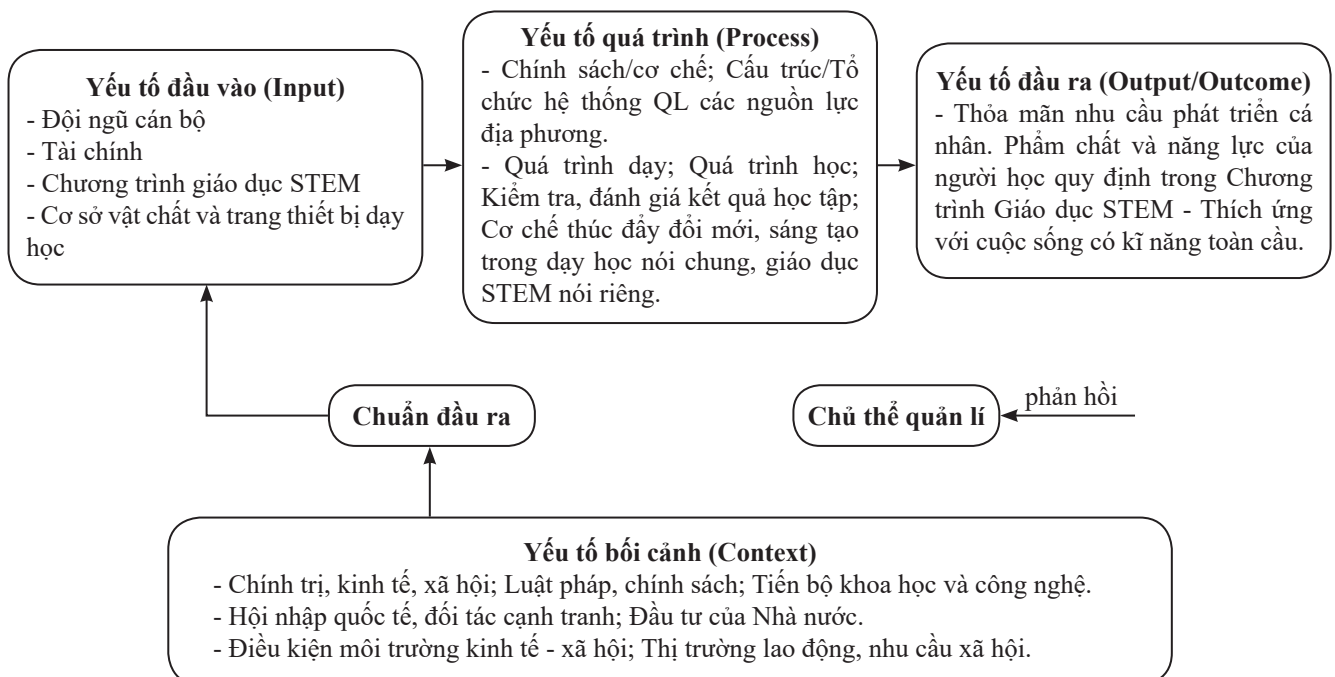 Yếu tố đầu vào (Input)
- Đội ngũ cán bộ
- Tài chính
- Chương trình giáo dục STEM
- Cơ sở vật chất và trang thiết bị dạy
học
Yếu tố quá trình (Process)
- Chính sách/cơ chế; Cấu trúc/Tổ
chức hệ thống QL các nguồn lực
địa phương.
- Quá trình dạy; Quá trình học;
Kiểm tra, đánh giá kết quả học tập;
Cơ chế thúc đẩy đổi mới, sáng tạo
trong dạy học nói chung, giáo dục
STEM nói riêng.
Yếu tố đầu ra (Output/Outcome)
- Thỏa mãn nhu cầu phát triển cá
nhân. Phẩm chất và năng lực của
người học quy định trong Chương
trình Giáo dục STEM - Thích ứng
với cuộc sống có kĩ năng toàn cầu.
Chuẩn đầu ra
Chủ thể quản lí
phản hồi
Yếu tố bối cảnh (Context)
- Chính trị, kinh tế, xã hội; Luật pháp, chính sách; Tiến bộ khoa học và công nghệ.
- Hội nhập quốc tế, đối tác cạnh tranh; Đầu tư của Nhà nước.
- Điều kiện môi trường kinh tế - xã hội; Thị trường lao động, nhu cầu xã hội.